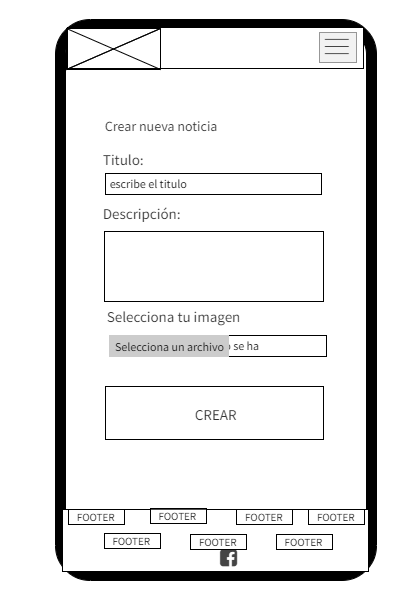 Crear nueva noticia
Titulo:
escribe el titulo
Descripción:
Selecciona tu imagen
Selecciona un archivo se ha
CREAR
FOOTER FOOTER FOOTER FOOTER
FOOTER FOOTER FOOTER